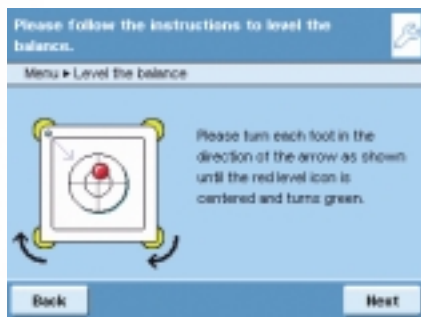 Please follow the instructions to level the
balance.
Menu ▸ Level the balance
Please turn each foot in the
direction of the arrow as shown
until the red level icon is
centered and turns green.
Back
Next